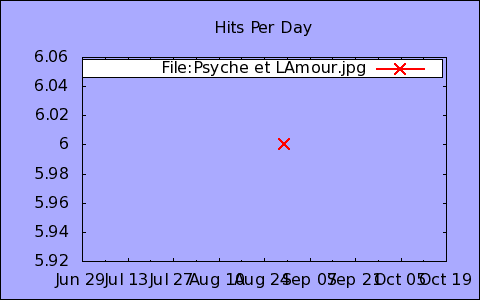 Hits Per Day
6.06
File:Psyche et LAmour.jpg
6.04
6.02
6
5.98
5.96
5.94
5.92
Jun 29 Jul 13 Jul 27 Aug 10 Aug 24 Sep 07 Sep 21 Oct 05 Oct 19